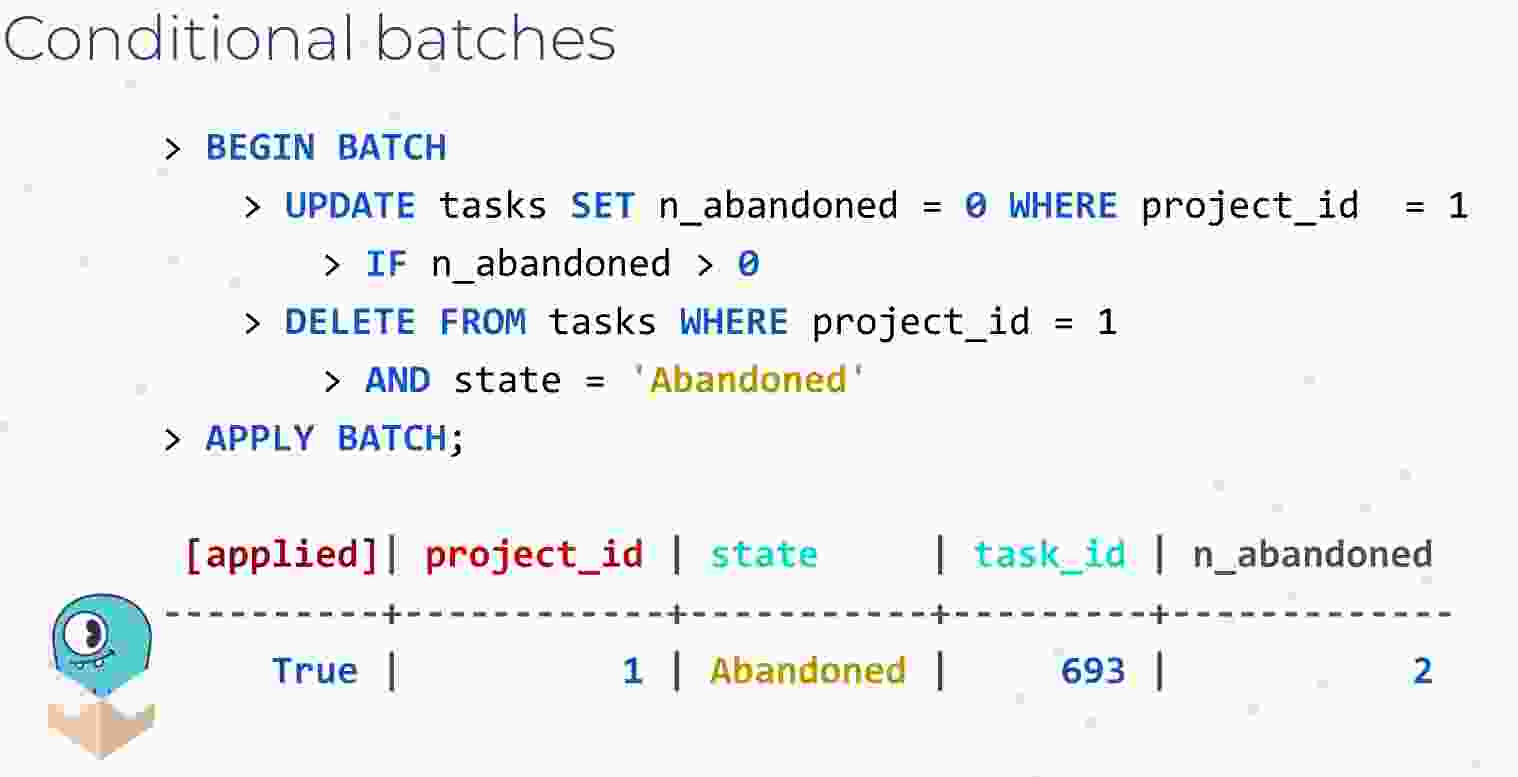 Conditional batches
> BEGIN BATCH
> UPDATE tasks SET n_abandoned = 0 WHERE project_id = 1
> IF n_abandoned > 0
> DELETE FROM tasks WHERE project_id = 1
> AND state = 'Abandoned'
> APPLY BATCH;
[applied]| project_id | state | task_id | n_abandoned
----------+------------+-----------+---------+-------------
True | 1 | Abandoned | 693 | 2